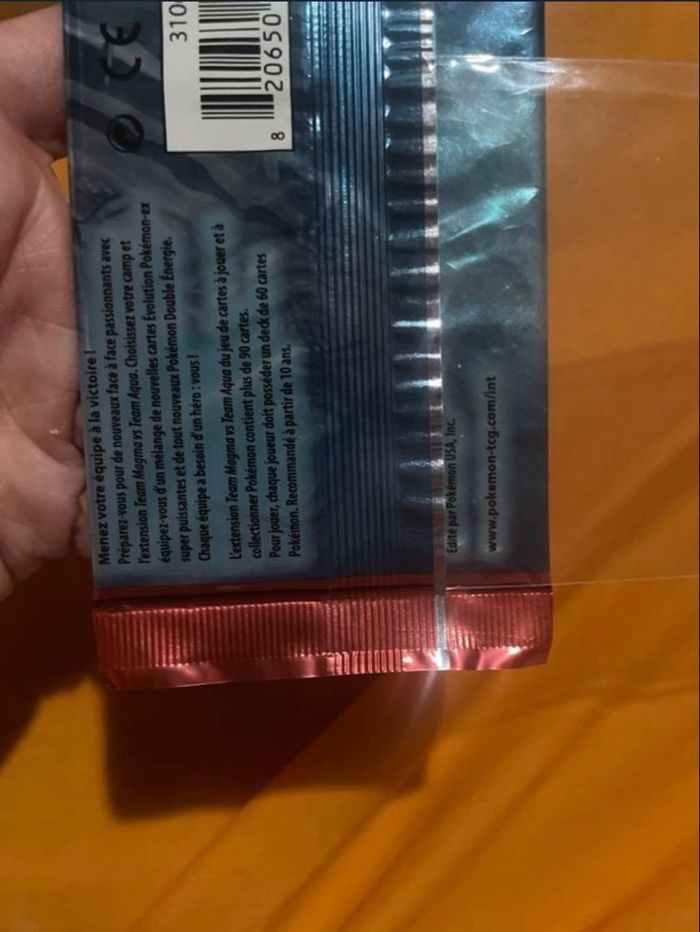 Menez votre équipe à la victoire !
Préparez-vous pour de nouveaux face à face passionnants avec
l'extension Team Magma vs Team Aqua. Choisissez votre camp et
équipez-vous d'un mélange de nouvelles cartes Évolution Pokémon-ex
super puissantes et de tout nouveaux Pokémon Double Énergie.
Chaque équipe a besoin d'un héro : vous !
L'extension Team Magma vs Team Aqua du jeu de cartes à jouer et à
collectionner Pokémon contient plus de 90 cartes.
Pour jouer, chaque joueur doit posséder un deck de 60 cartes
Pokémon. Recommandé à partir de 10 ans.
CE
310
8 20650
Édité par Pokémon USA, Inc.
www.pokemon-tcg.com/int